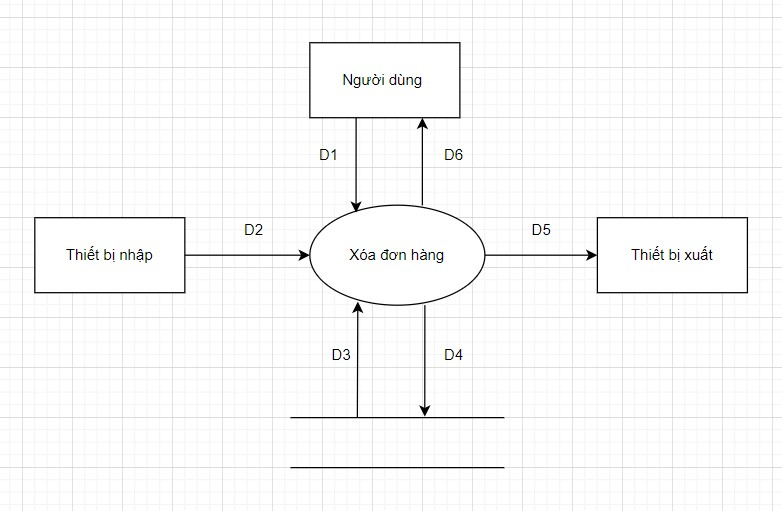 Người dùng
D1
D6
Thiết bị nhập
D2
Xóa đơn hàng
D5
Thiết bị xuất
D3
D4